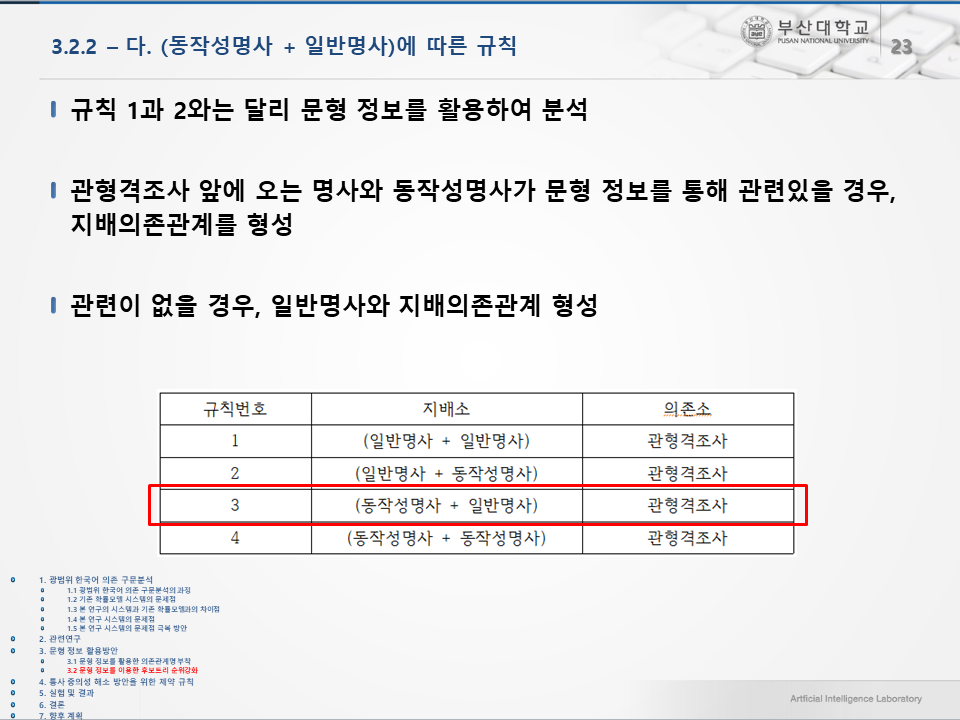 3.2.2 – 다. (동작성명사 + 일반명사)에 따른 규칙
부산대학교
PUSAN NATIONAL UNIVERSITY
23
규칙 1과 2와는 달리 문형 정보를 활용하여 분석
관형격조사 앞에 오는 명사와 동작성명사가 문형 정보를 통해 관련있을 경우,
지배의존관계를 형성
관련이 없을 경우, 일반명사와 지배의존관계 형성
규칙번호 지배소 의존소
1 (일반명사 + 일반명사) 관형격조사
2 (일반명사 + 동작성명사) 관형격조사
3 (동작성명사 + 일반명사) 관형격조사
4 (동작성명사 + 동작성명사) 관형격조사
1. 광범위 한국어 의존 구문분석
1.1 광범위 한국어 의존 구문분석의 과정
1.2 기존 확률모델 시스템의 문제점
1.3 본 연구의 시스템과 기존 확률모델과의 차이점
1.4 본 연구 시스템의 문제점
1.5 본 연구 시스템의 문제점 극복 방안
2. 관련연구
3. 문형 정보 활용방안
3.1 문형 정보를 활용한 의존관계명 부착
3.2 문형 정보를 이용한 후보트리 순위강화
4. 통사 중의성 해소 방안을 위한 제약 규칙
5. 실험 및 결과
6. 결론
7. 향후 계획
Artficial Intelligence Laboratory